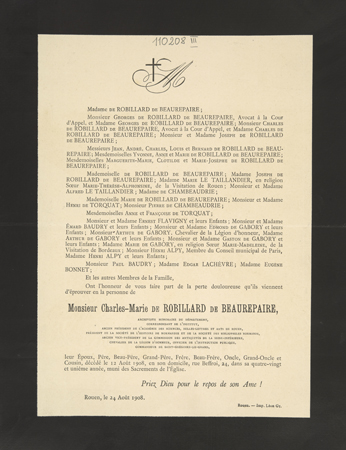 110208 III
Madame de ROBILLARD de BEAUREPAIRE ;
Monsieur Georges de ROBILLARD de BEAUREPAIRE, Avocat à la Cour
d'Appel, et Madame Georges de ROBILLARD de BEAUREPAIRE ; Monsieur Charles
de ROBILLARD de BEAUREPAIRE, Avocat à la Cour d'Appel, et Madame Charles de
ROBILLARD de BEAUREPAIRE ; Monsieur et Madame Joseph de ROBILLARD
de BEAUREPAIRE ;
Messieurs Jean, André, Charles, Louis et Bernard de ROBILLARD de BEAU-
REPAIRE ; Mesdemoiselles Yvonne, Anne et Marie de ROBILLARD de BEAUREPAIRE ;
Mesdemoiselles Marguerite-Marie, Clotilde et Marie-Josèphe de ROBILLARD de
BEAUREPAIRE ;
Mademoiselle de ROBILLARD de BEAUREPAIRE ; Madame Joseph de
ROBILLARD de BEAUREPAIRE ; Madame Marie LE TAILLANDIER, en religion
Sœur Marie-Thérèse-Alphonsine, de la Visitation de Rouen ; Monsieur et Madame
Alfred LE TAILLANDIER ; Madame de CHAMBEAUDRIE ;
Mademoiselle Marie de ROBILLARD de BEAUREPAIRE ; Monsieur et Madame
Henri de TORQUAT ; Monsieur Pierre de CHAMBEAUDRIE ;
Mesdemoiselles Anne et Françoise de TORQUAT ;
Monsieur et Madame Ernest FLAVIGNY et leurs Enfants ; Monsieur et Madame
Émard BAUDRY et leurs Enfants ; Monsieur et Madame Edmond de GABORY et leurs
Enfants ; Monsieur Arthus de GABORY, Chevalier de la Légion d'honneur, Madame
Arthus de GABORY et leurs Enfants ; Monsieur et Madame Gaston de GABORY et
leurs Enfants ; Madame Marie de GABORY, en religion Sœur Marie-Madeleine, de la
Visitation de Bordeaux ; Monsieur Henri ALPY, Membre du Conseil municipal de Paris,
Madame Henri ALPY et leurs Enfants ;
Monsieur Paul BAUDRY ; Madame Edgar LACHÈVRE ; Madame Eugène
BONNET ;
Et les autres Membres de la Famille,
Ont l'honneur de vous faire part de la perte douloureuse qu'ils viennent
d'éprouver en la personne de
Monsieur Charles-Marie de ROBILLARD de BEAUREPAIRE,
leur Époux, Père, Beau-Père, Grand-Père, Frère, Beau-Frère, Oncle, Grand-Oncle et
Cousin, décédé le 22 Août 1908, en son domicile, rue Beffroi, 24, dans sa quatre-vingt
et unième année, muni des Sacrements de l'Église.
Priez Dieu pour le repos de son Ame !
Rouen, le 24 Août 1908.
Rouen. — Imp. Léon Gy.